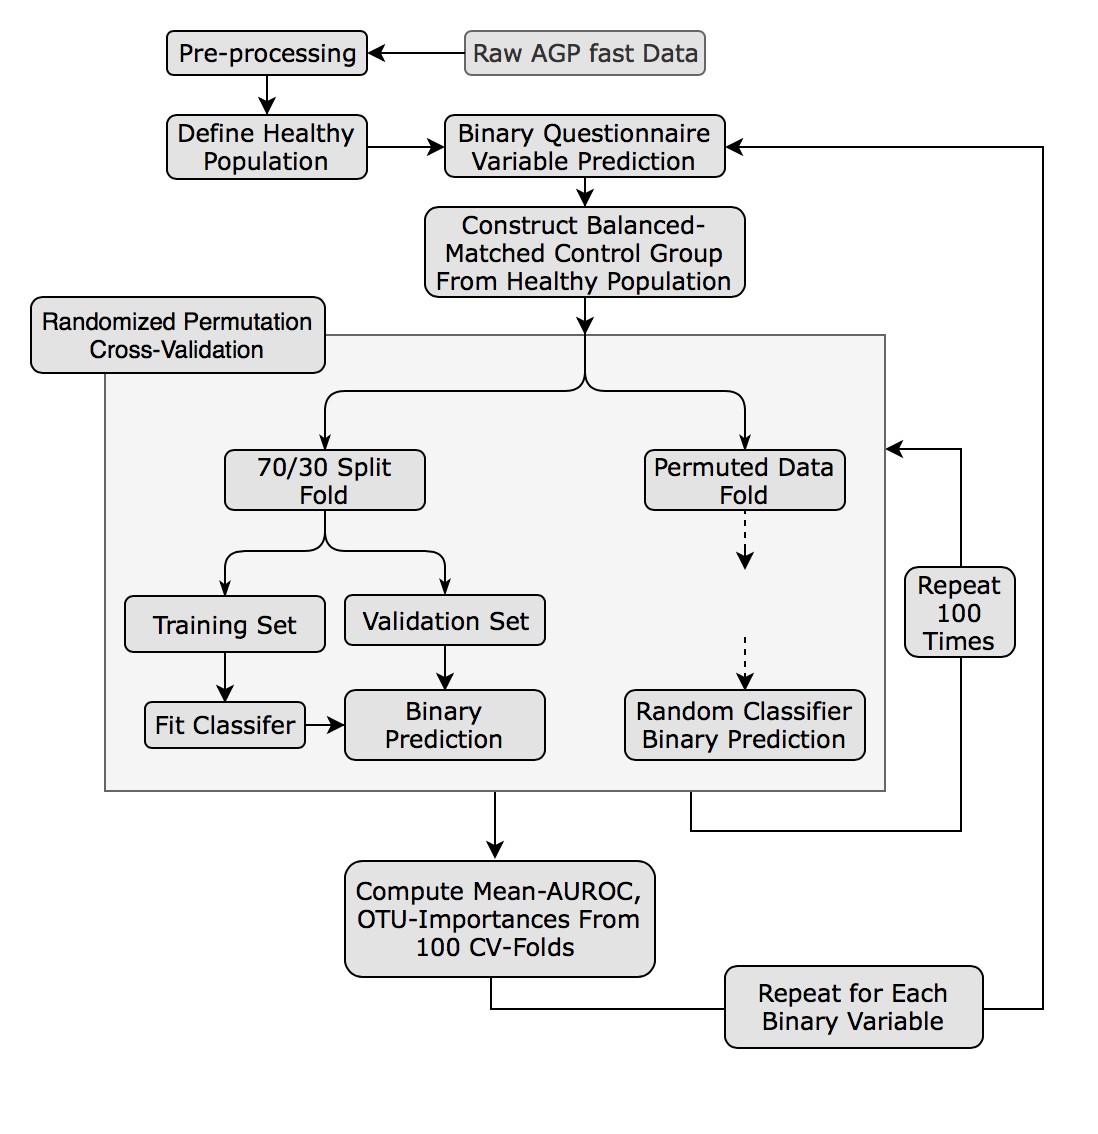 Pre-processing
Raw AGP fast Data
Define Healthy
Population
Binary Questionnaire
Variable Prediction
Construct Balanced-
Matched Control Group
From Healthy Population
Randomized Permutation
Cross-Validation
70/30 Split
Fold
Permuted Data
Fold
Training Set
Validation Set
Repeat
100
Times
Fit Classifer
Binary
Prediction
Random Classifier
Binary Prediction
Compute Mean-AUROC,
OTU-Importances From
100 CV-Folds
Repeat for Each
Binary Variable